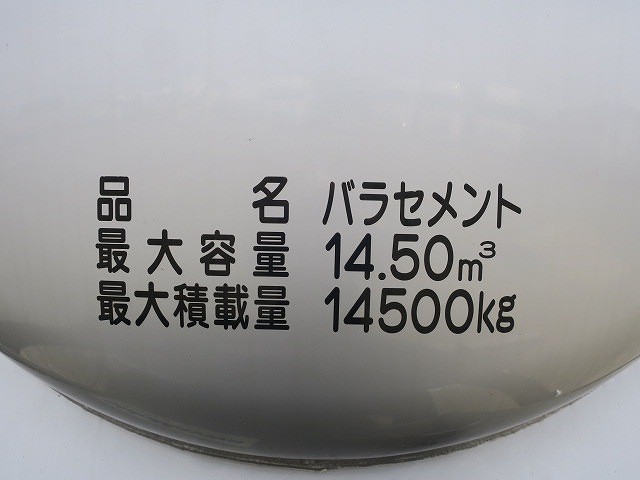 品名 バラセメント
最大容量 14.50m³
最大積載量 14500kg